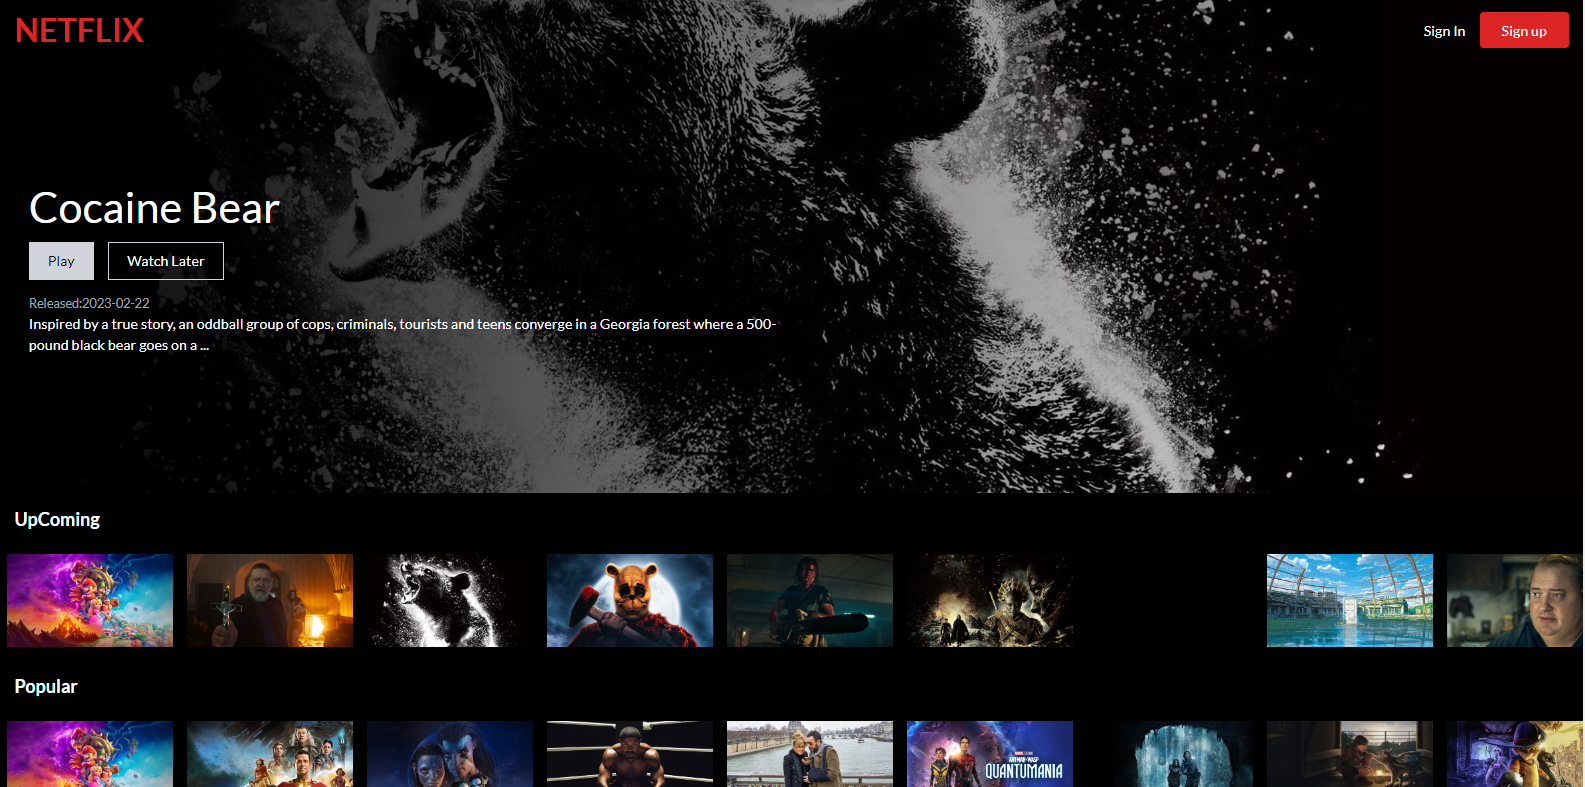 NETFLIX
Sign In
Sign up
Cocaine Bear
Play
Watch Later
Released:2023-02-22
Inspired by a true story, an oddball group of cops, criminals, tourists and teens converge in a Georgia forest where a 500-
pound black bear goes on a ...
UpComing
Popular
MARVEL STUDIOS
ANT-MAN AND THE WASP
QUANTUMANIA